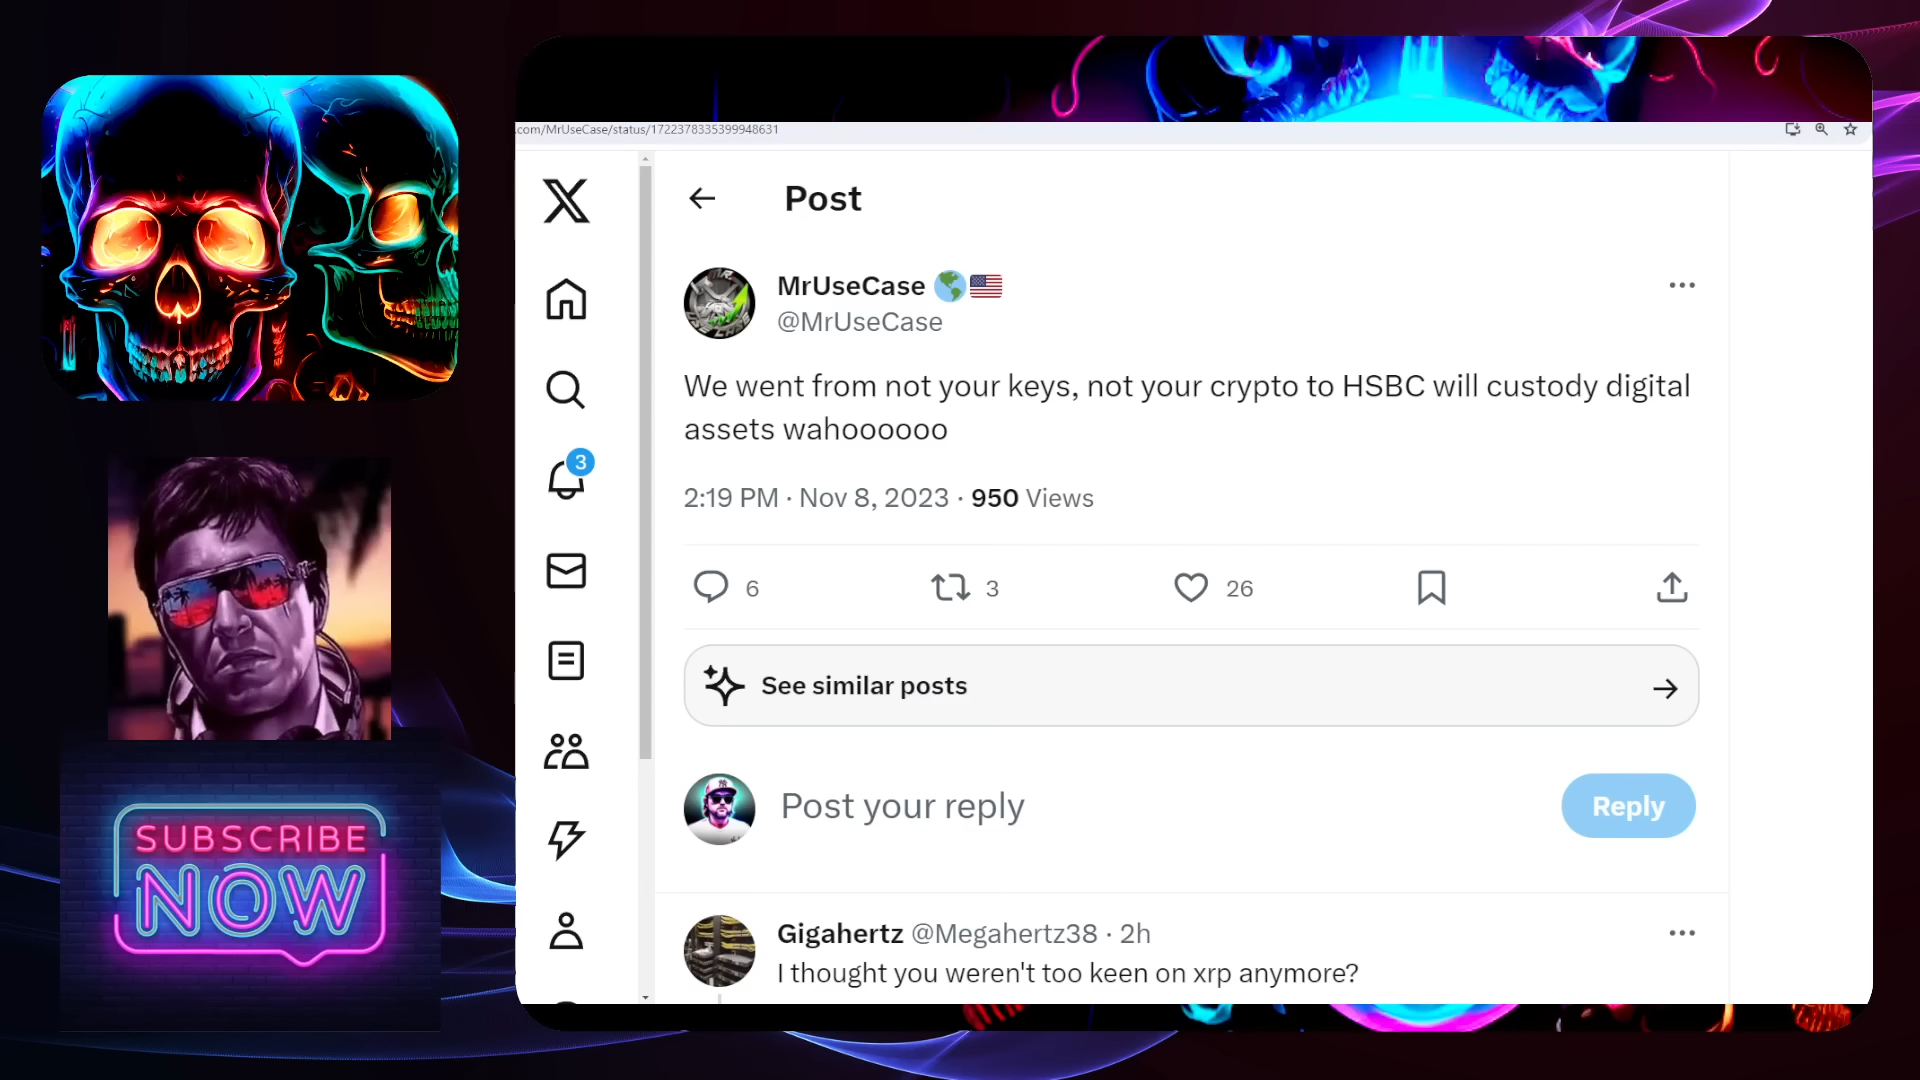 .com/MrUseCase/status/1722378335399948631
Post
MrUseCase
@MrUseCase
We went from not your keys, not your crypto to HSBC will custody digital
assets wahoooooo
2:19 PM · Nov 8, 2023 · 950 Views
3
6
3
26
See similar posts
Post your reply
Reply
Gigahertz @Megahertz38 · 2h
I thought you weren't too keen on xrp anymore?
SUBSCRIBE
NOW